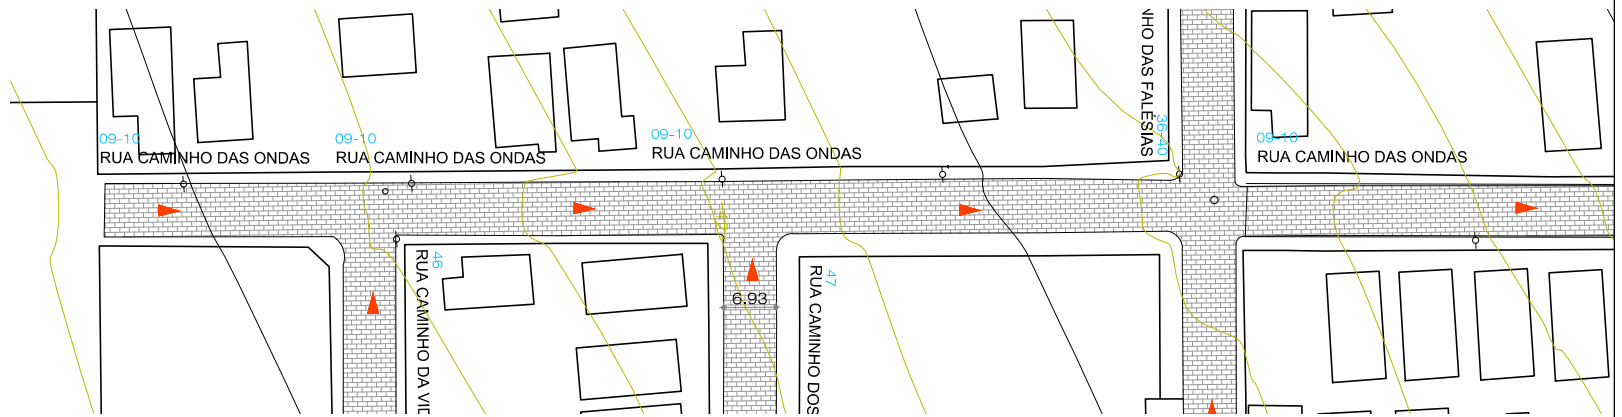 09-10
RUA CAMINHO DAS ONDAS
09-10
RUA CAMINHO DAS ONDAS
09-10
RUA CAMINHO DAS ONDAS
NHO DAS FALÉSIAS
36-40
09-10
RUA CAMINHO DAS ONDAS
46
RUA CAMINHO DA VID
6.93
47
RUA CAMINHO DOS